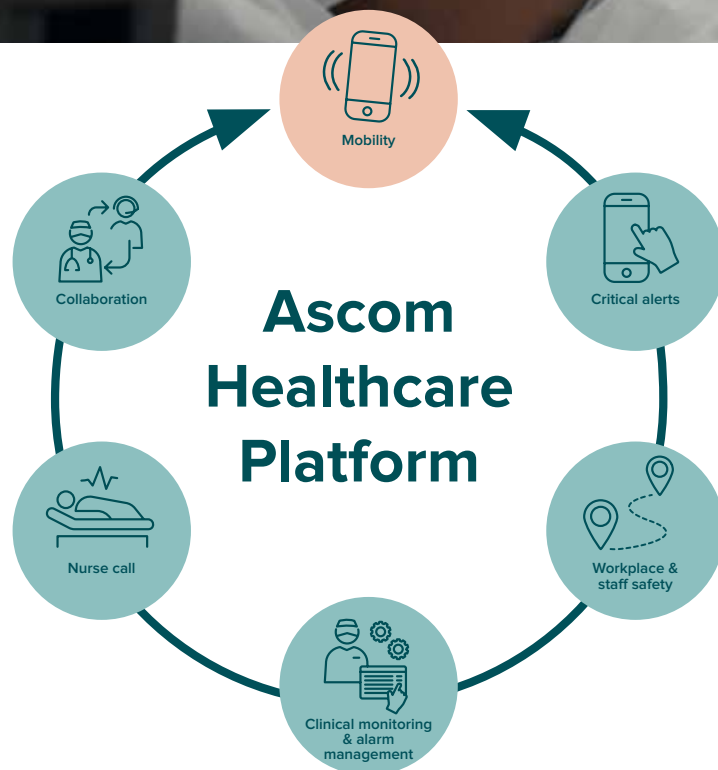 Mobility
Collaboration
Critical alerts
Ascom
Healthcare
Platform
Nurse call
Workplace &
staff safety
Clinical monitoring
& alarm
management